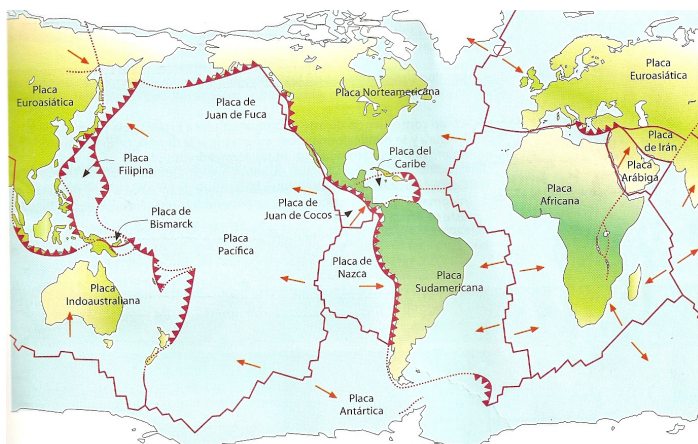 Placa
Euroasiática
Placa de
Juan de Fuca
Placa Norteamericana
Placa
Euroasiática
Placa
Filipina
Placa del
Caribe
Placa
de Irán
Placa
Arábiga
Placa
Africana
Placa de
Bismarck
Placa de
Juan de Cocos
Placa
Pacífica
Placa de
Nazca
Placa
Sudamericana
Placa
Indoaustraliana
Placa
Antártica